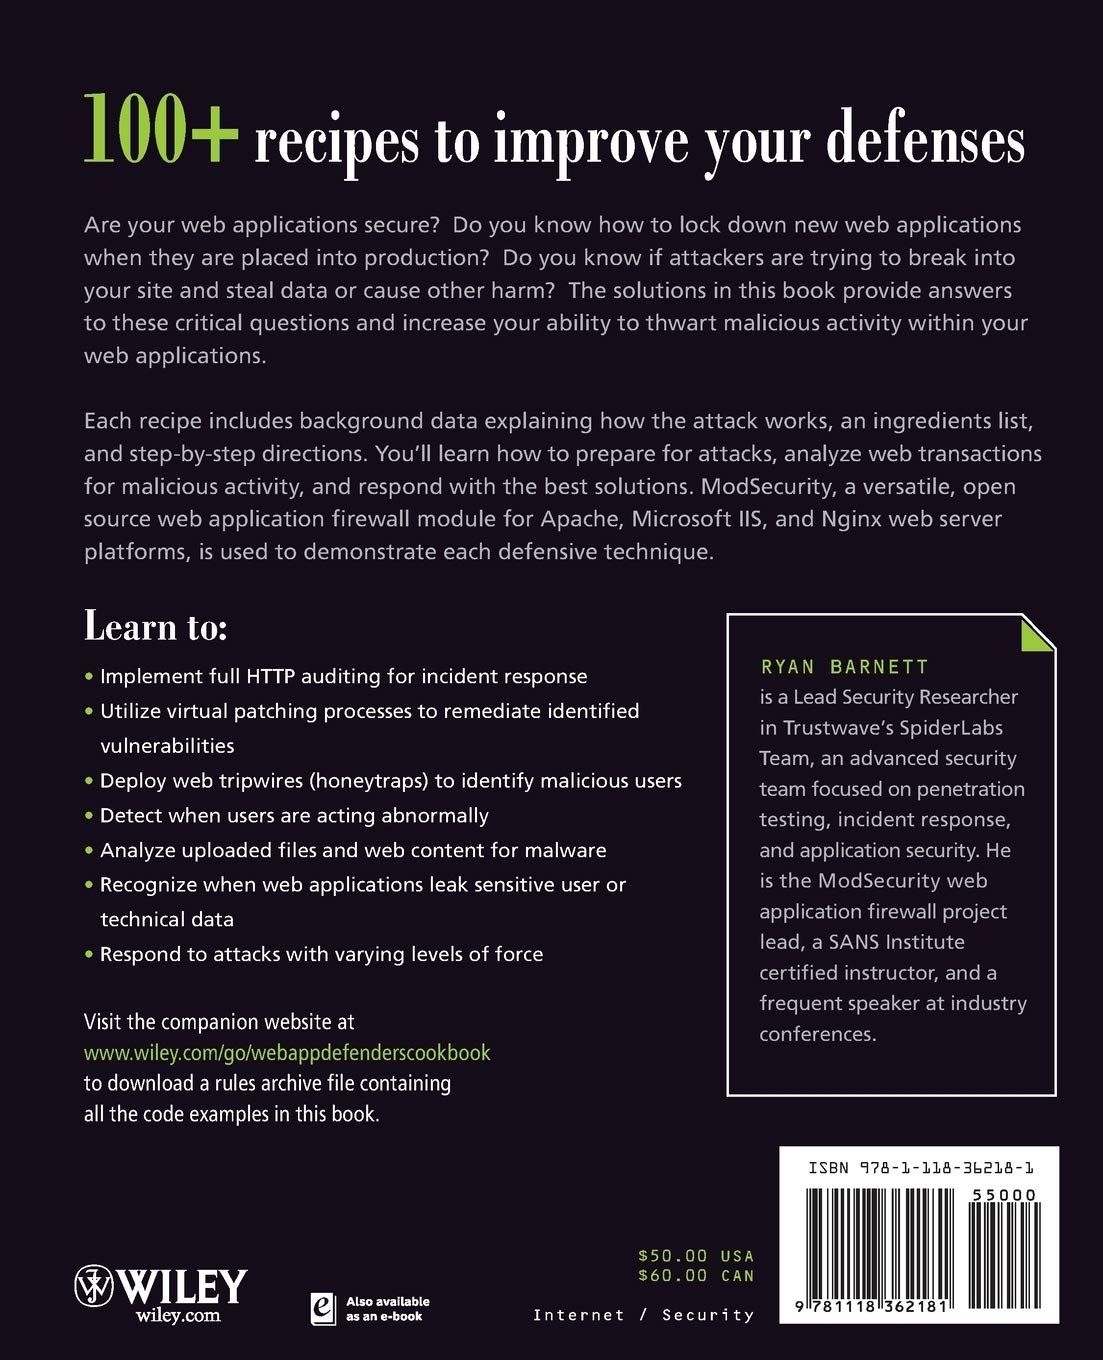 100+ recipes to improve your defenses
Are your web applications secure?  Do you know how to lock down new web applications
when they are placed into production?  Do you know if attackers are trying to break into
your site and steal data or cause other harm?  The solutions in this book provide answers
to these critical questions and increase your ability to thwart malicious activity within your
web applications.
Each recipe includes background data explaining how the attack works, an ingredients list,
and step-by-step directions. You'll learn how to prepare for attacks, analyze web transactions
for malicious activity, and respond with the best solutions. ModSecurity, a versatile, open
source web application firewall module for Apache, Microsoft IIS, and Nginx web server
platforms, is used to demonstrate each defensive technique.
Learn to:
• Implement full HTTP auditing for incident response
• Utilize virtual patching processes to remediate identified
vulnerabilities
• Deploy web tripwires (honeytraps) to identify malicious users
• Detect when users are acting abnormally
• Analyze uploaded files and web content for malware
• Recognize when web applications leak sensitive user or
technical data
• Respond to attacks with varying levels of force
Visit the companion website at
www.wiley.com/go/webappdefenderscookbook
to download a rules archive file containing
all the code examples in this book.
RYAN BARNETT
is a Lead Security Researcher
in Trustwave's SpiderLabs
Team, an advanced security
team focused on penetration
testing, incident response,
and application security. He
is the ModSecurity web
application firewall project
lead, a SANS Institute
certified instructor, and a
frequent speaker at industry
conferences.
WILEY
wiley.com
e
Also available
as an e-book
$50.00 USA
$60.00 CAN
Internet / Security
ISBN 978-1-118-36218-1
55000
9 781118 362181